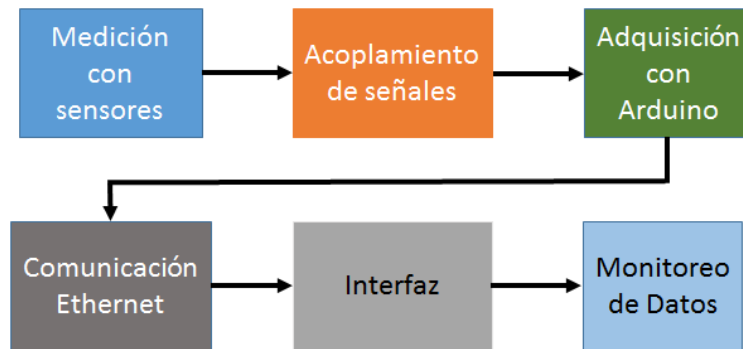 Medición
con
sensores
Acoplamiento
de señales
Adquisición
con
Arduino
Comunicación
Ethernet
Interfaz
Monitoreo
de Datos